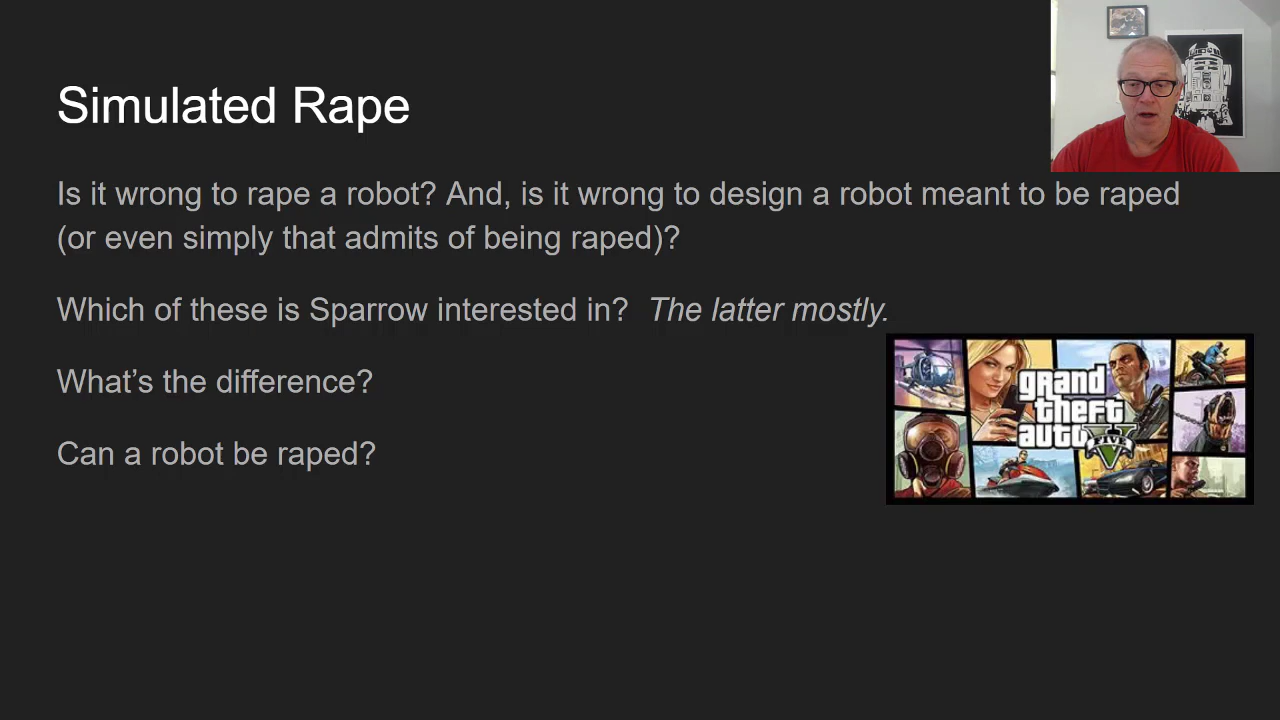 Simulated Rape
Is it wrong to rape a robot? And, is it wrong to design a robot meant to be raped
(or even simply that admits of being raped)?
Which of these is Sparrow interested in? The latter mostly.
What’s the difference?
Can a robot be raped?
grand
theft
auto
V
FIVE